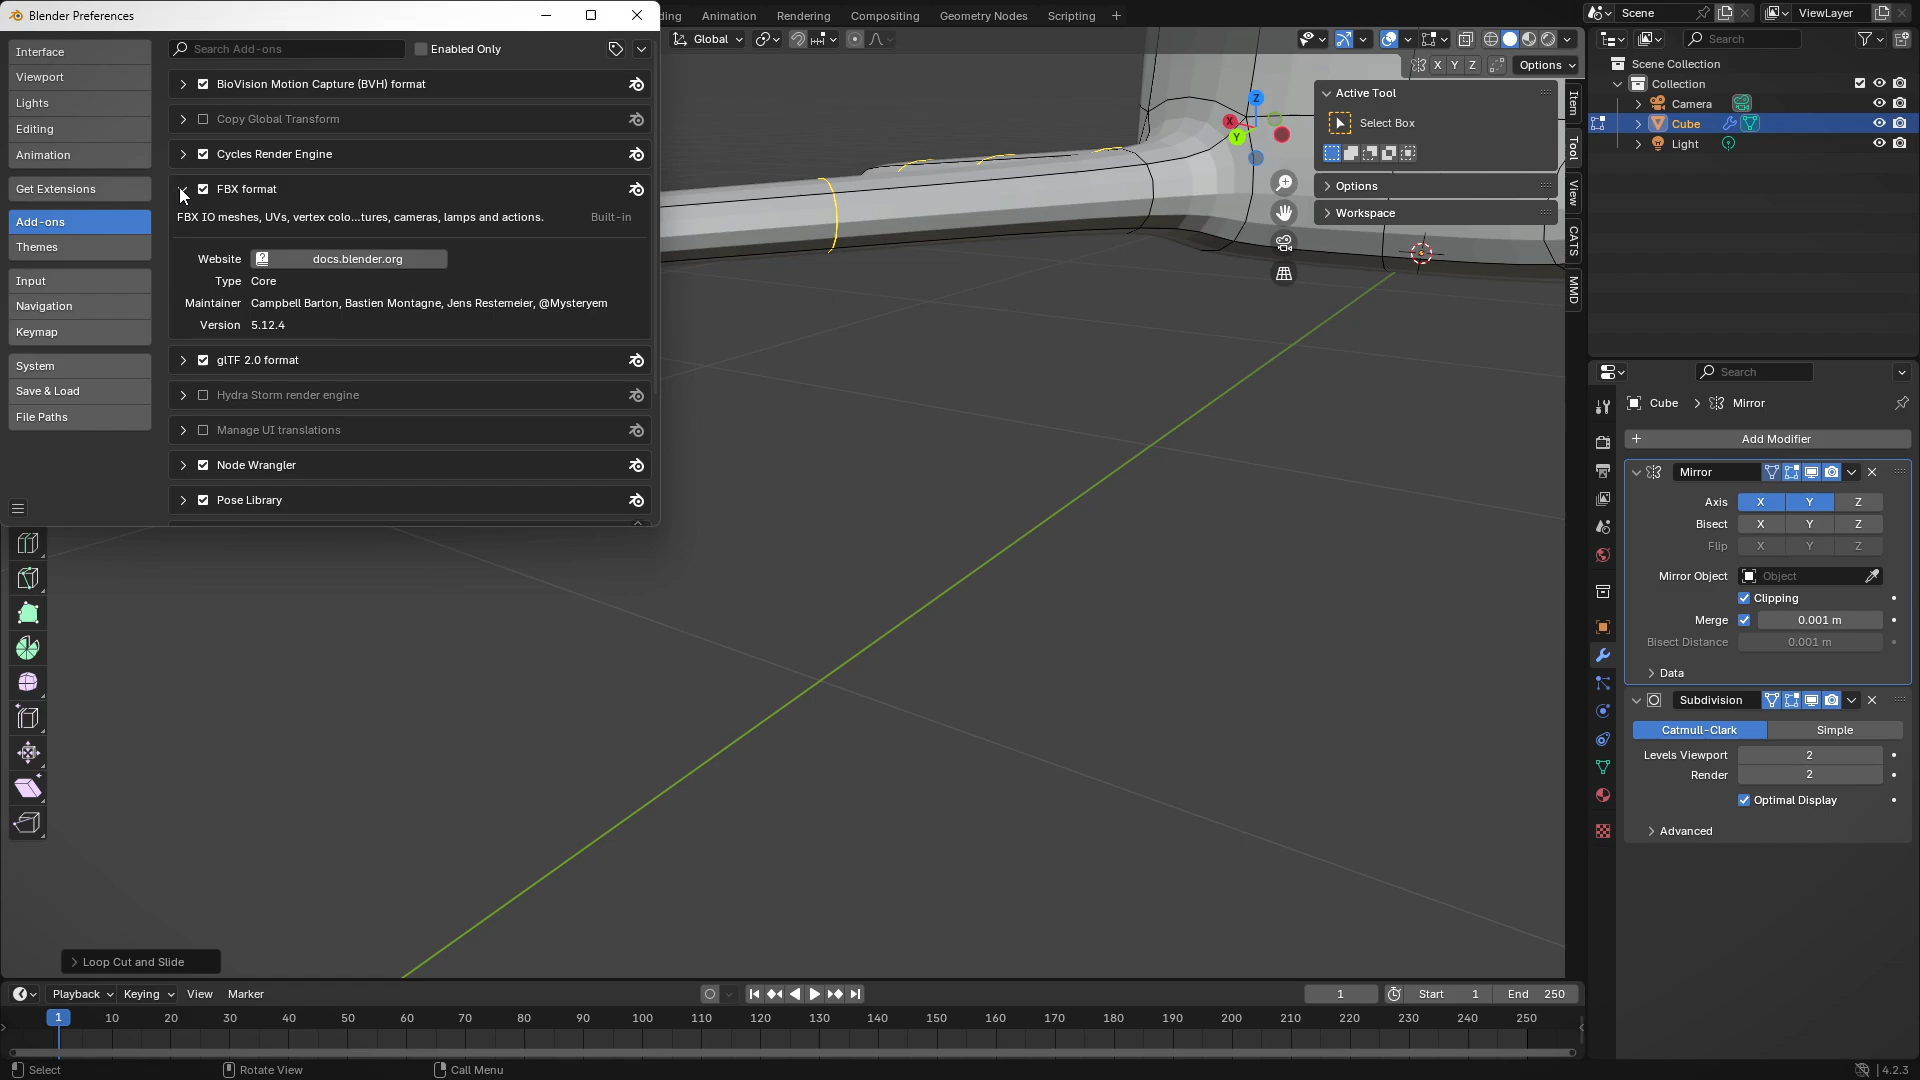 Blender Preferences
ding Animation Rendering Compositing Geometry Nodes Scripting +
Scene
ViewLayer
Interface
Viewport
Lights
Editing
Animation
Get Extensions
Add-ons
Themes
Input
Navigation
Keymap
System
Save & Load
File Paths
Search Add-ons
Enabled Only
BioVision Motion Capture (BVH) format
Copy Global Transform
Cycles Render Engine
FBX format
FBX IO meshes, UVs, vertex colo...tures, cameras, lamps and actions.
Built-in
Website docs.blender.org
Type Core
Maintainer Campbell Barton, Bastien Montagne, Jens Restemeier, @Mysteryem
Version 5.12.4
glTF 2.0 format
Hydra Storm render engine
Manage UI translations
Node Wrangler
Pose Library
Global
X Y Z
Options
Z
X
Y
Active Tool
Select Box
Options
Workspace
Item
Tool
View
CATS
MMD
Search
Scene Collection
Collection
Camera
Cube
Light
Search
Cube > Mirror
Add Modifier
Mirror
Axis X Y Z
Bisect X Y Z
Flip X Y Z
Mirror Object Object
Clipping
Merge 0.001 m
Bisect Distance 0.001 m
Data
Subdivision
Catmull-Clark Simple
Levels Viewport 2
Render 2
Optimal Display
Advanced
Loop Cut and Slide
Playback Keying View Marker
1
Start 1 End 250
1 10 20 30 40 50 60 70 80 90 100 110 120 130 140 150 160 170 180 190 200 210 220 230 240 250
Select
Rotate View
Call Menu
4.2.3